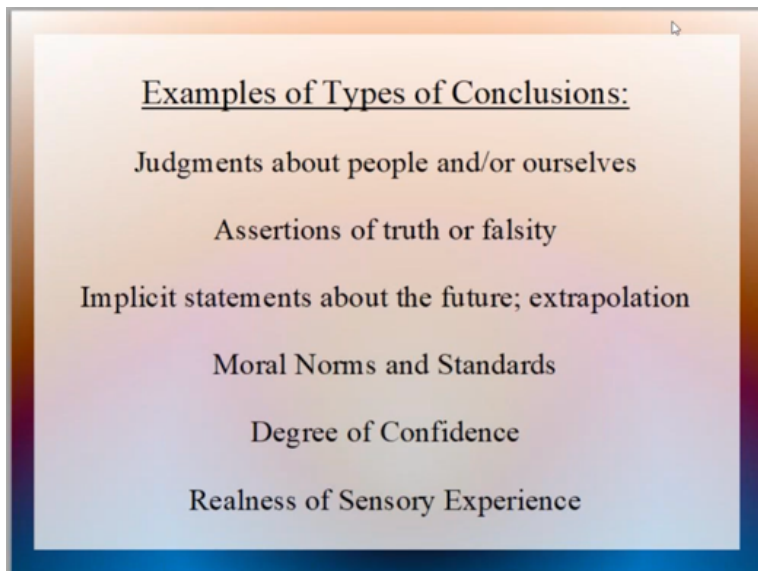 Examples of Types of Conclusions:
Judgments about people and/or ourselves
Assertions of truth or falsity
Implicit statements about the future; extrapolation
Moral Norms and Standards
Degree of Confidence
Realness of Sensory Experience